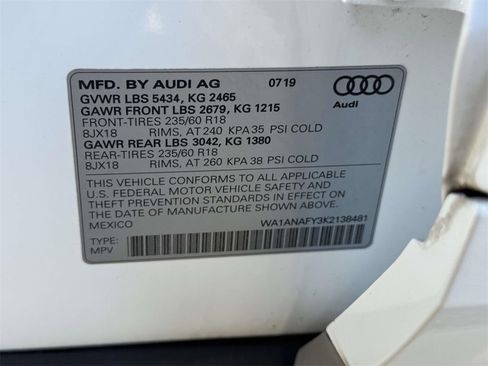 MFD. BY AUDI AG 0719
GVWR LBS 5434, KG 2465
GAWR FRONT LBS 2679, KG 1215
FRONT-TIRES 235/60 R18
8JX18 RIMS, AT 240 KPA 35 PSI COLD
GAWR REAR LBS 3042, KG 1380
REAR-TIRES 235/60 R18
8JX18 RIMS, AT 260 KPA 38 PSI COLD
Audi
THIS VEHICLE CONFORMS TO ALL APPLICABLE
U.S. FEDERAL MOTOR VEHICLE SAFETY AND
THEFT PREVENTION STANDARDS IN EFFECT ON
THE DATE OF MANUFACTURE SHOWN ABOVE.
MEXICO WA1ANAFY3K2138481
TYPE:
MPV